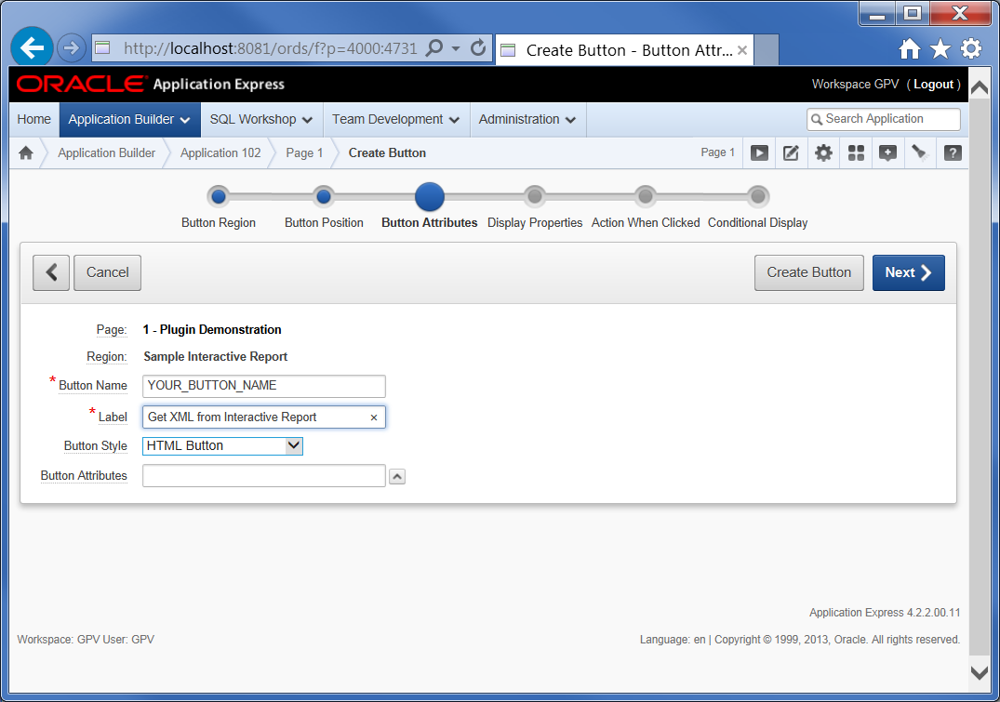 http://localhost:8081/ords/f?p=4000:4731
Create Button - Button Attr...
ORACLE Application Express
Workspace GPV ( Logout )
Home Application Builder SQL Workshop Team Development Administration Search Application
Application Builder Application 102 Page 1 Create Button Page 1
Button Region Button Position Button Attributes Display Properties Action When Clicked Conditional Display
Cancel Create Button Next
Page: 1 - Plugin Demonstration
Region: Sample Interactive Report
* Button Name YOUR_BUTTON_NAME
* Label Get XML from Interactive Report ×
Button Style HTML Button
Button Attributes
Application Express 4.2.2.00.11
Workspace: GPV User: GPV Language: en | Copyright © 1999, 2013, Oracle. All rights reserved.